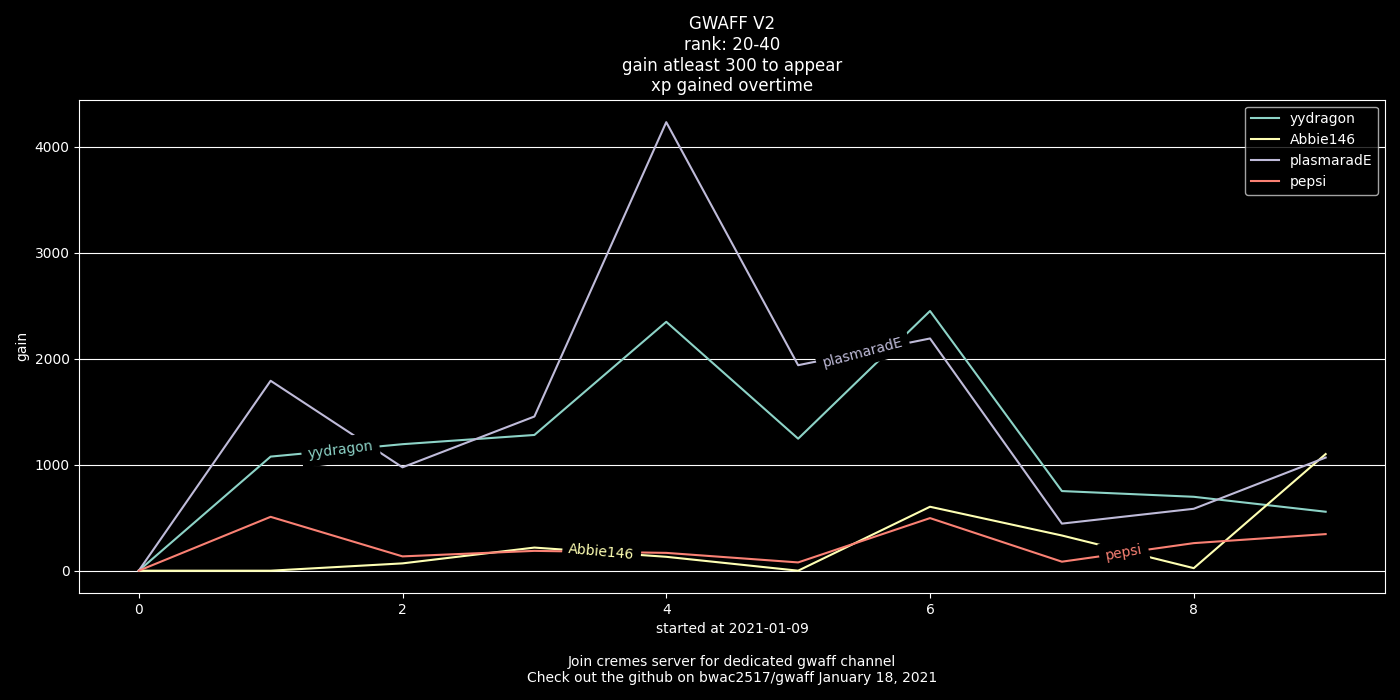 GWAFF V2
rank: 20-40
gain atleast 300 to appear
xp gained overtime
yydragon
Abbie146
plasmaradE
pepsi
4000
3000
2000
1000
0
gain
plasmaradE
yydragon
Abbie146
pepsi
0 2 4 6 8
started at 2021-01-09
Join cremes server for dedicated gwaff channel
Check out the github on bwac2517/gwaff January 18, 2021